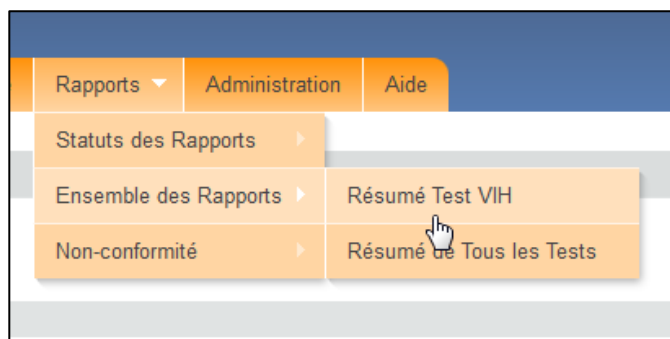 Rapports Administration Aide
Statuts des Rapports
Ensemble des Rapports Résumé Test VIH
Non-conformité Résumé de Tous les Tests